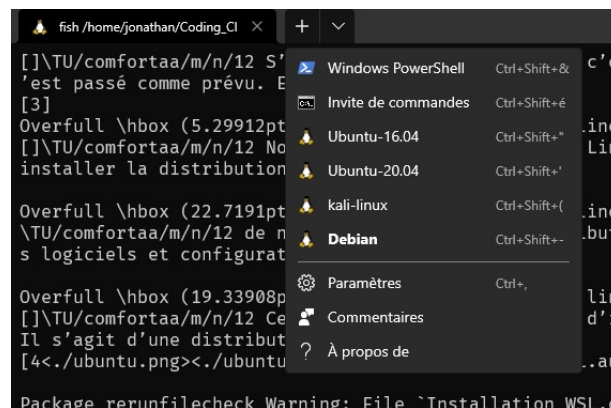 fish /home/jonathan/Coding_Cl
[]\TU/comfortaa/m/n/12 S' c'
'est passé comme prévu. E
[3]
Overfull \hbox (5.29912pt
[]\TU/comfortaa/m/n/12 No Li
installer la distribution
Overfull \hbox (22.7191pt
\TU/comfortaa/m/n/12 de n
s logiciels et configurat
Overfull \hbox (19.33908p
[]\TU/comfortaa/m/n/12 Ce d'
Il s'agit d'une distribut
[4<./ubuntu.png><./ubuntu
Package rerunfilecheck Warning: File `Installation_WSL.
Windows PowerShell Ctrl+Shift+&
Invite de commandes Ctrl+Shift+é
Ubuntu-16.04 Ctrl+Shift+"
Ubuntu-20.04 Ctrl+Shift+'
kali-linux Ctrl+Shift+(
Debian Ctrl+Shift+-
Paramètres Ctrl+,
Commentaires
À propos de